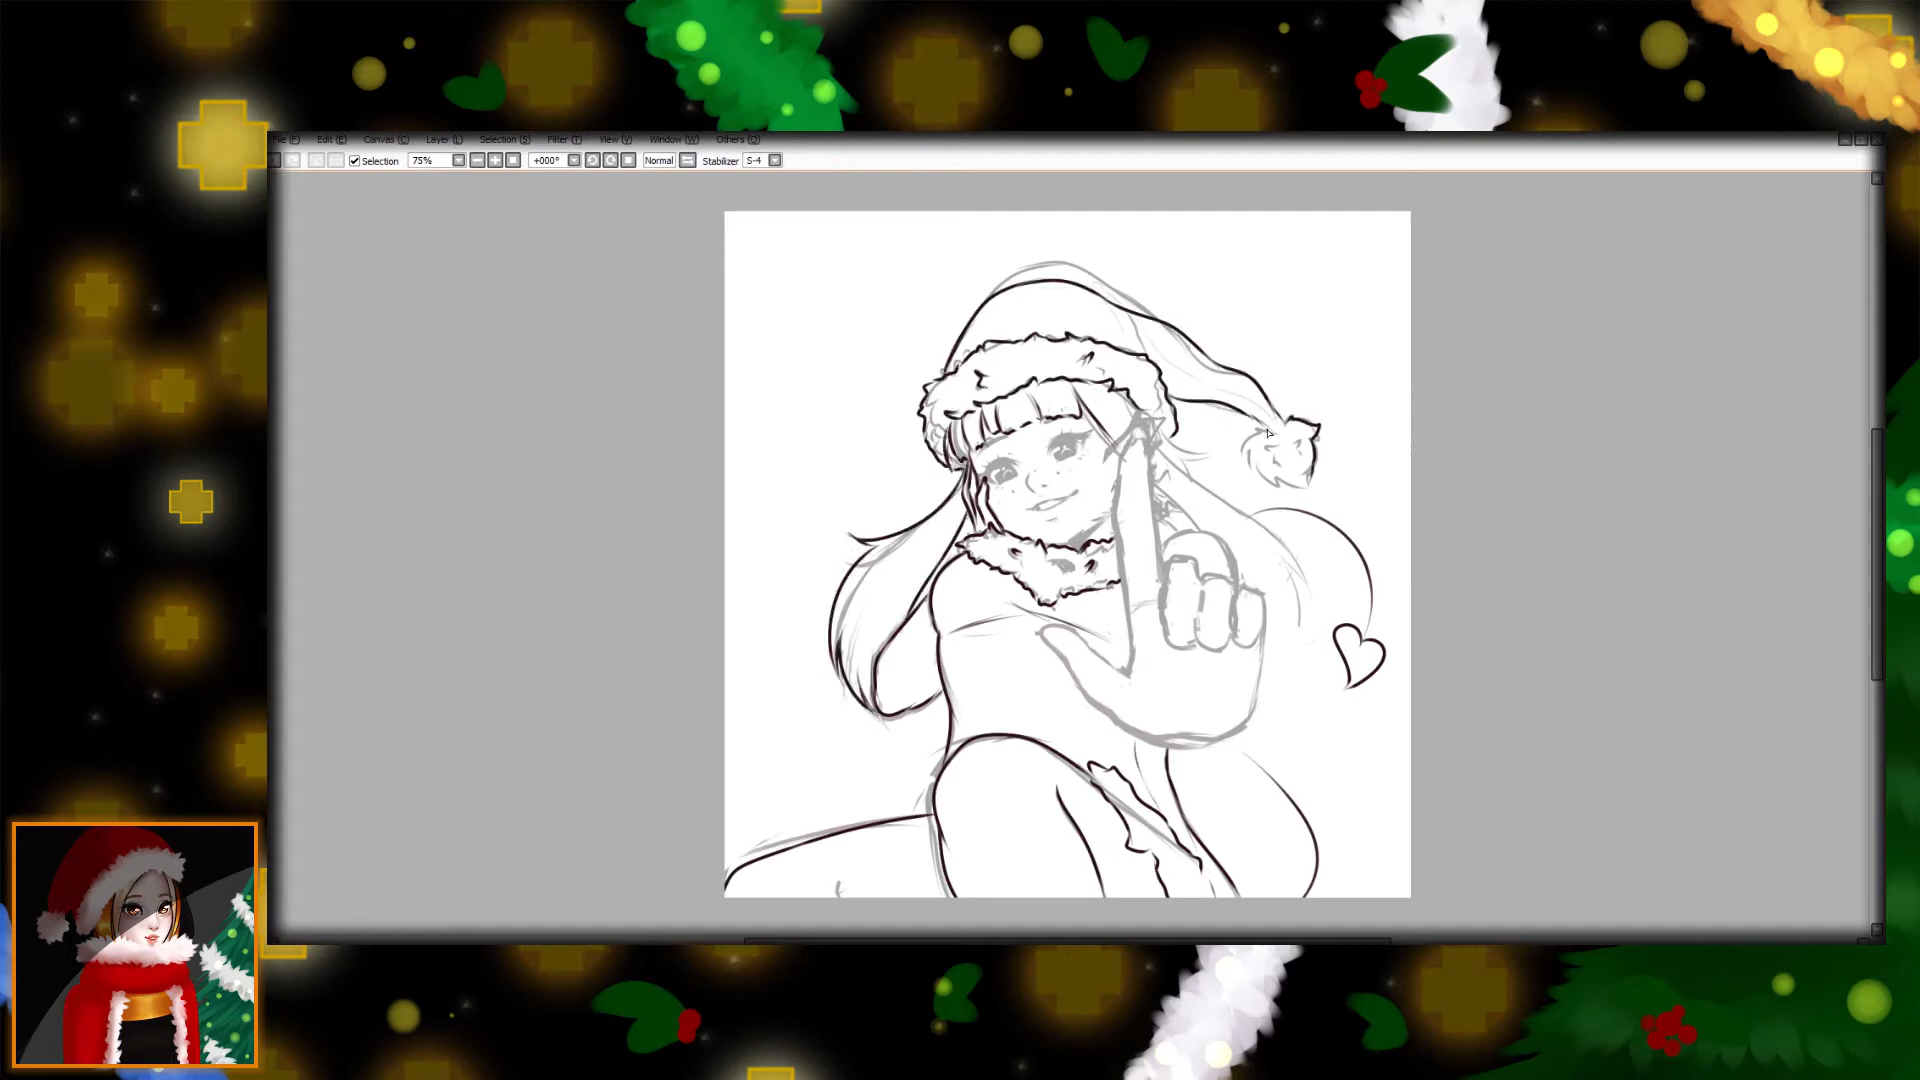 File (F) Edit (E) Canvas (C) Layer (L) Selection (S) Filter (T) View (V) Window (W) Others (O)
Selection 75% +000° Normal Stabilizer S-4